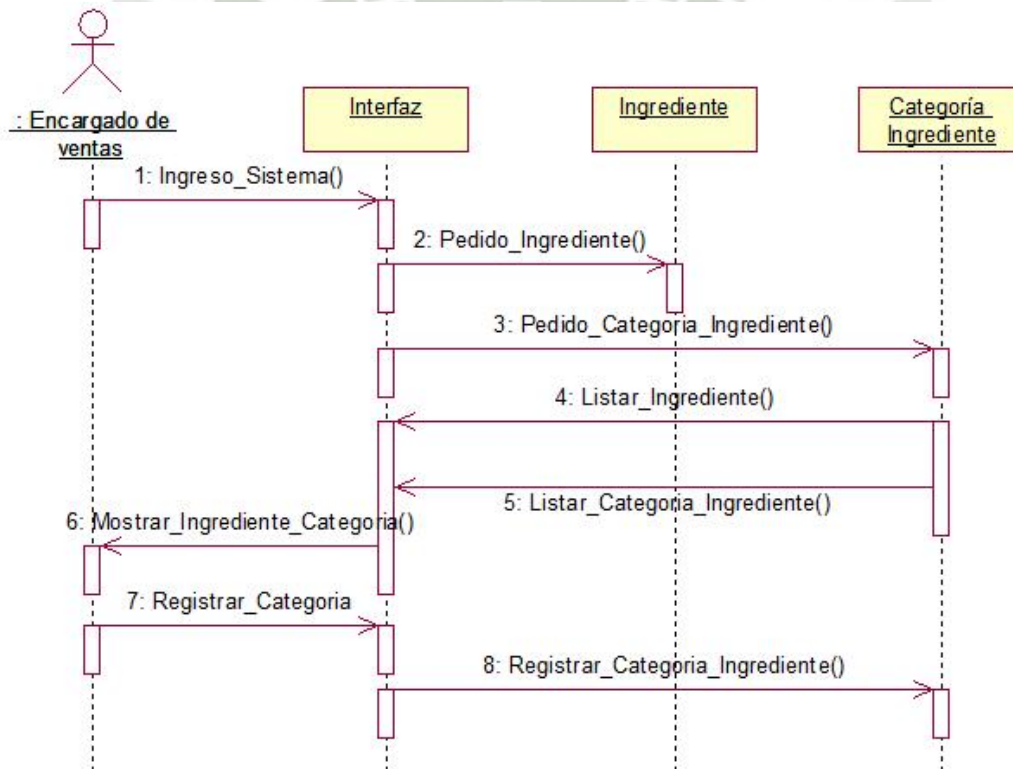 : Encargado de
ventas
Interfaz
Ingrediente
Categoría
Ingrediente
1: Ingreso_Sistema()
2: Pedido_Ingrediente()
3: Pedido_Categoria_Ingrediente()
4: Listar_Ingrediente()
5: Listar_Categoria_Ingrediente()
6: Mostrar_Ingrediente_Categoria()
7: Registrar_Categoria
8: Registrar_Categoria_Ingrediente()